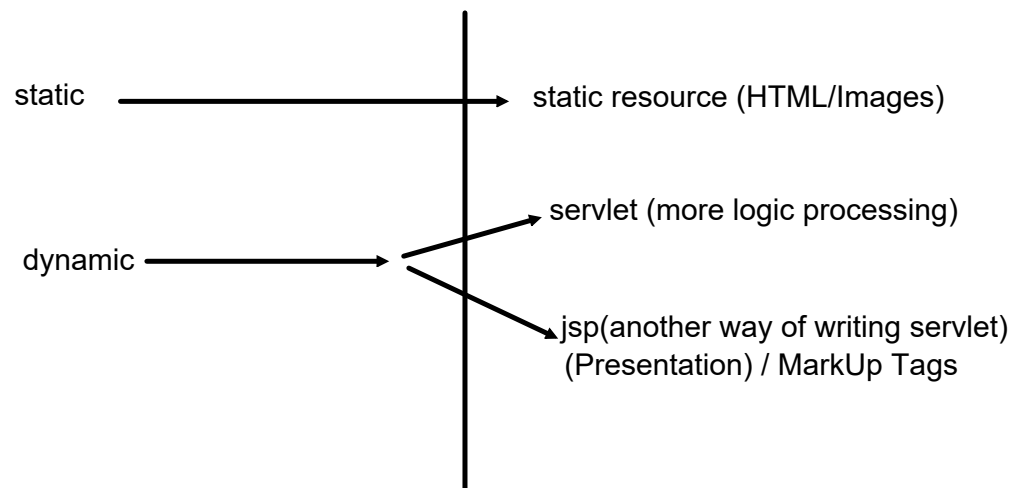 static
static resource (HTML/Images)
servlet (more logic processing)
dynamic
jsp(another way of writing servlet)
(Presentation) / MarkUp Tags